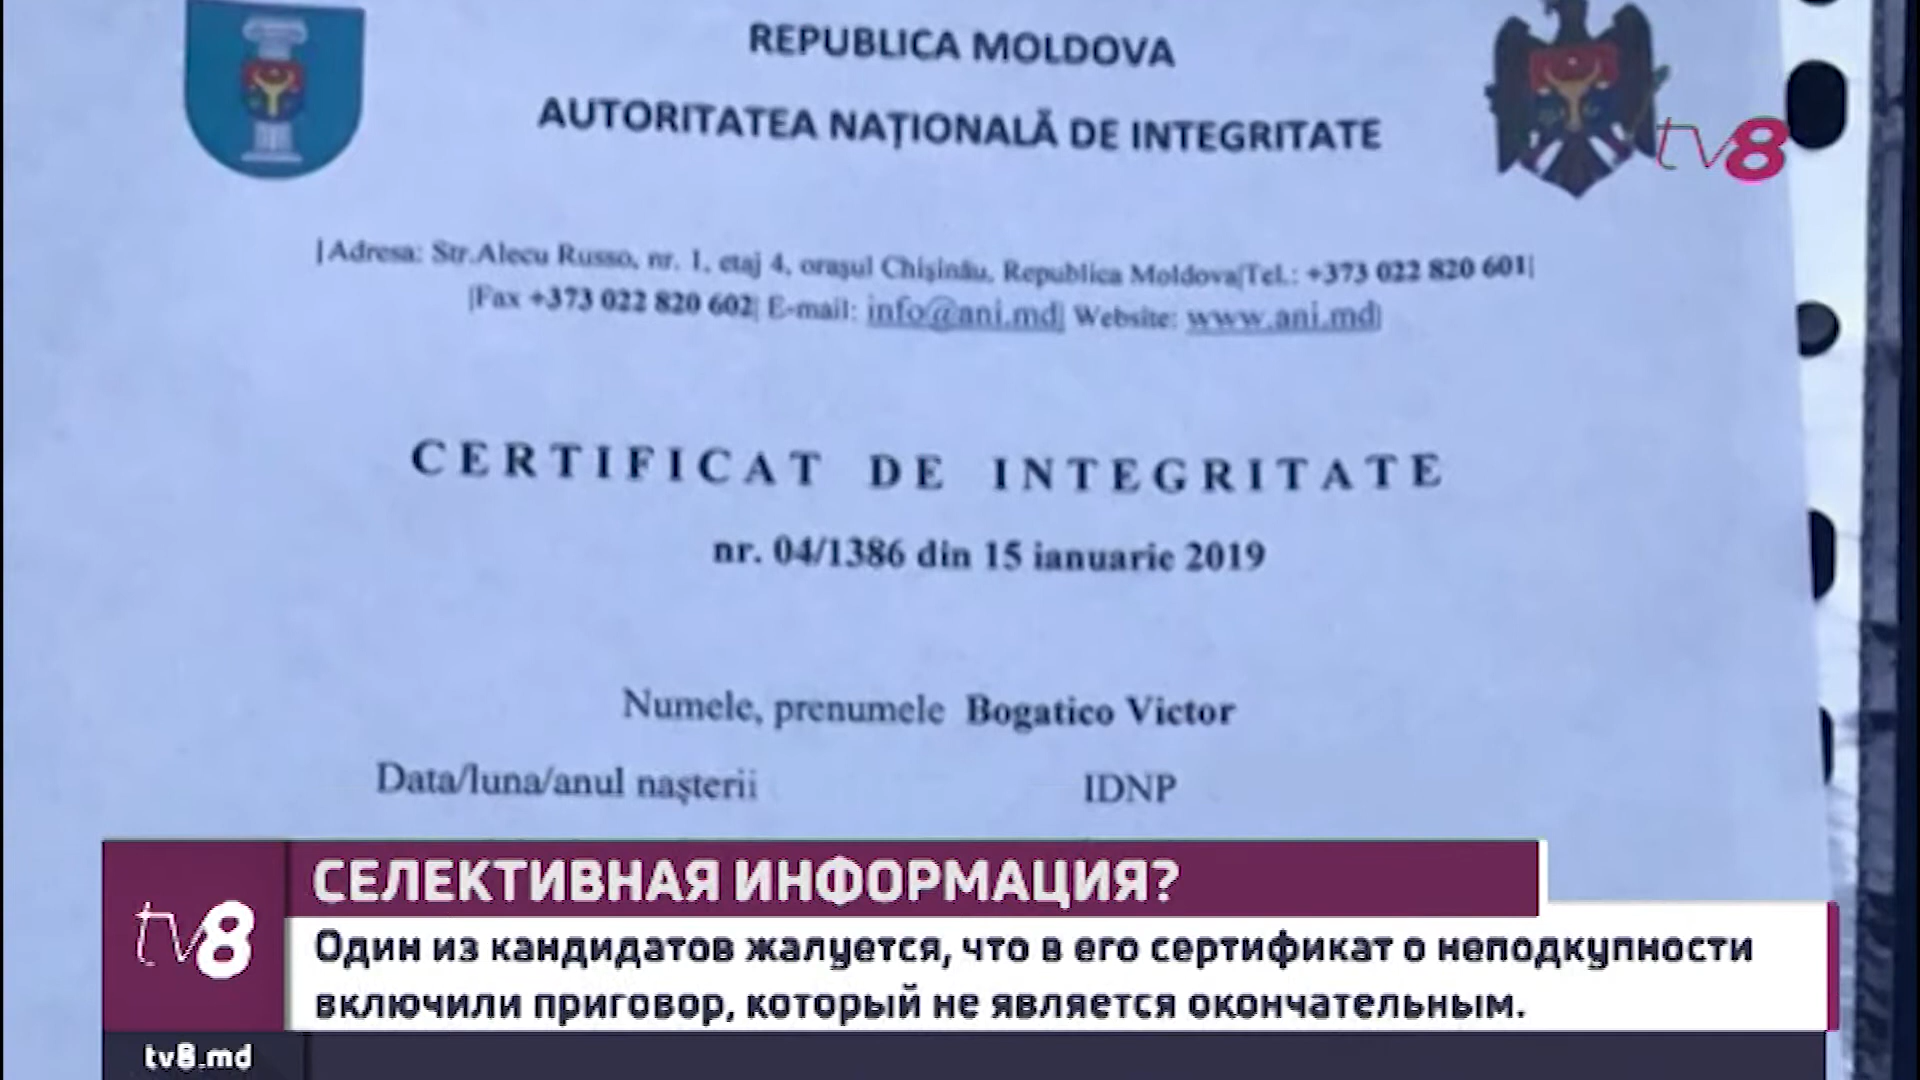 REPUBLICA MOLDOVA
AUTORITATEA NAȚIONALĂ DE INTEGRITATE
tv8
|Adresa: Str.Alecu Russo, nr. 1, etaj 4, orașul Chișinău, Republica Moldova|Tel.: +373 022 820 601|
|Fax +373 022 820 602| E-mail: info@ani.md| Website: www.ani.md|
CERTIFICAT DE INTEGRITATE
nr. 04/1386 din 15 ianuarie 2019
Numele, prenumele Bogatico Victor
Data/luna/anul nașterii IDNP
СЕЛЕКТИВНАЯ ИНФОРМАЦИЯ?
tv8
Один из кандидатов жалуется, что в его сертификат о неподкупности
включили приговор, который не является окончательным.
tv8.md